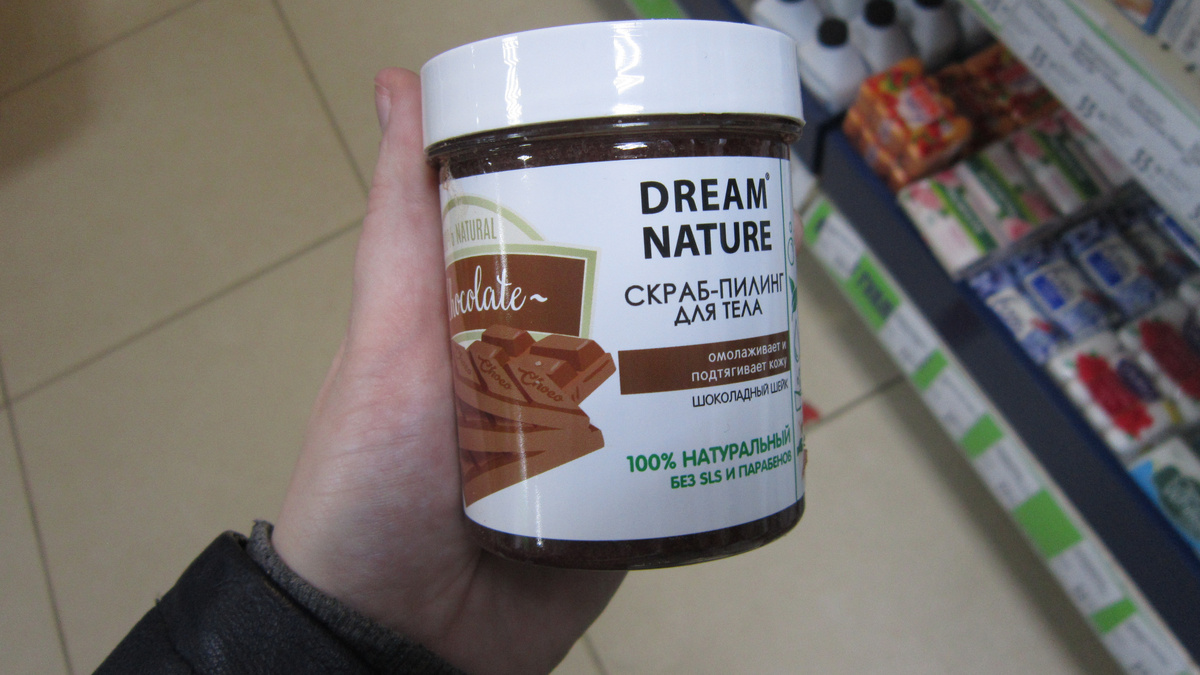 DREAM
NATURE
СКРАБ-ПИЛИНГ
ДЛЯ ТЕЛА
омолаживает и
подтягивает кожу
ШОКОЛАДНЫЙ ШЕЙК
100% НАТУРАЛЬНЫЙ
БЕЗ SLS И ПАРАБЕНОВ
NATURAL
Chocolate~
Choco
Choco